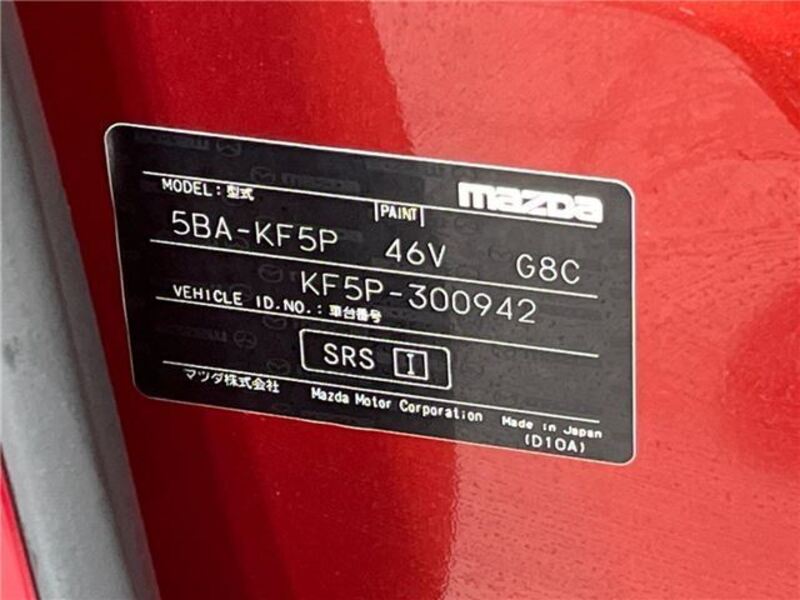 mazda
MODEL:型式
PAINT
5BA-KF5P 46V G8C
KF5P-300942
VEHICLE ID.NO.:車台番号
SRS I
マツダ株式会社 Mazda Motor Corporation Made in Japan
(D10A)